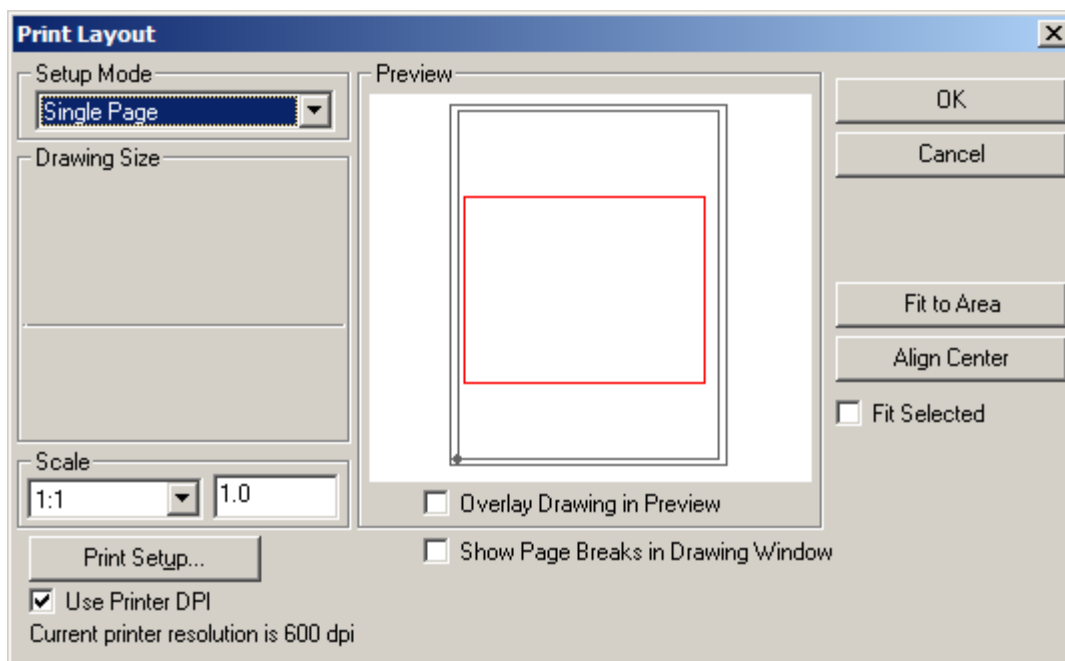 Print Layout
Setup Mode
Single Page
Drawing Size
Scale
1:1
1.0
Print Setup...
Use Printer DPI
Current printer resolution is 600 dpi
Preview
Overlay Drawing in Preview
Show Page Breaks in Drawing Window
OK
Cancel
Fit to Area
Align Center
Fit Selected